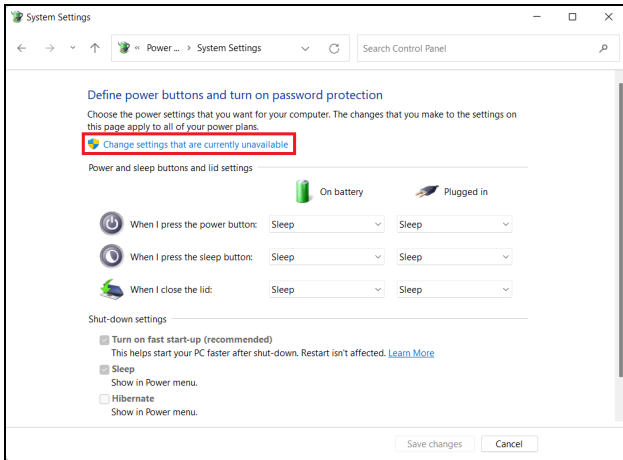 System Settings
« Power ... › System Settings
Search Control Panel
Define power buttons and turn on password protection
Choose the power settings that you want for your computer. The changes that you make to the settings on
this page apply to all of your power plans.
Change settings that are currently unavailable
Power and sleep buttons and lid settings
On battery Plugged in
When I press the power button: Sleep Sleep
When I press the sleep button: Sleep Sleep
When I close the lid: Sleep Sleep
Shut-down settings
Turn on fast start-up (recommended)
This helps start your PC faster after shut-down. Restart isn't affected. Learn More
Sleep
Show in Power menu.
Hibernate
Show in Power menu.
Save changes Cancel